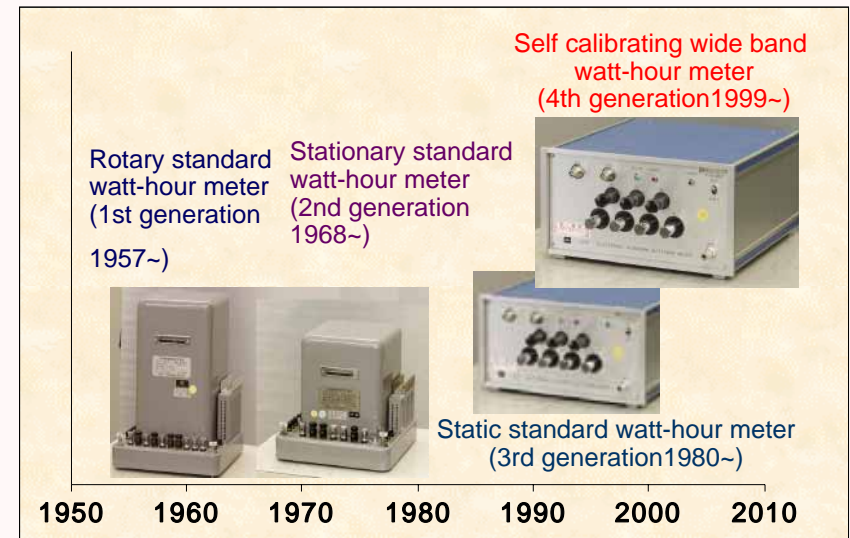 Self calibrating wide band
watt-hour meter
(4th generation1999~)
Rotary standard
watt-hour meter
(1st generation
1957~)
Stationary standard
watt-hour meter
(2nd generation
1968~)
Static standard watt-hour meter
(3rd generation1980~)
1950 1960 1970 1980 1990 2000 2010